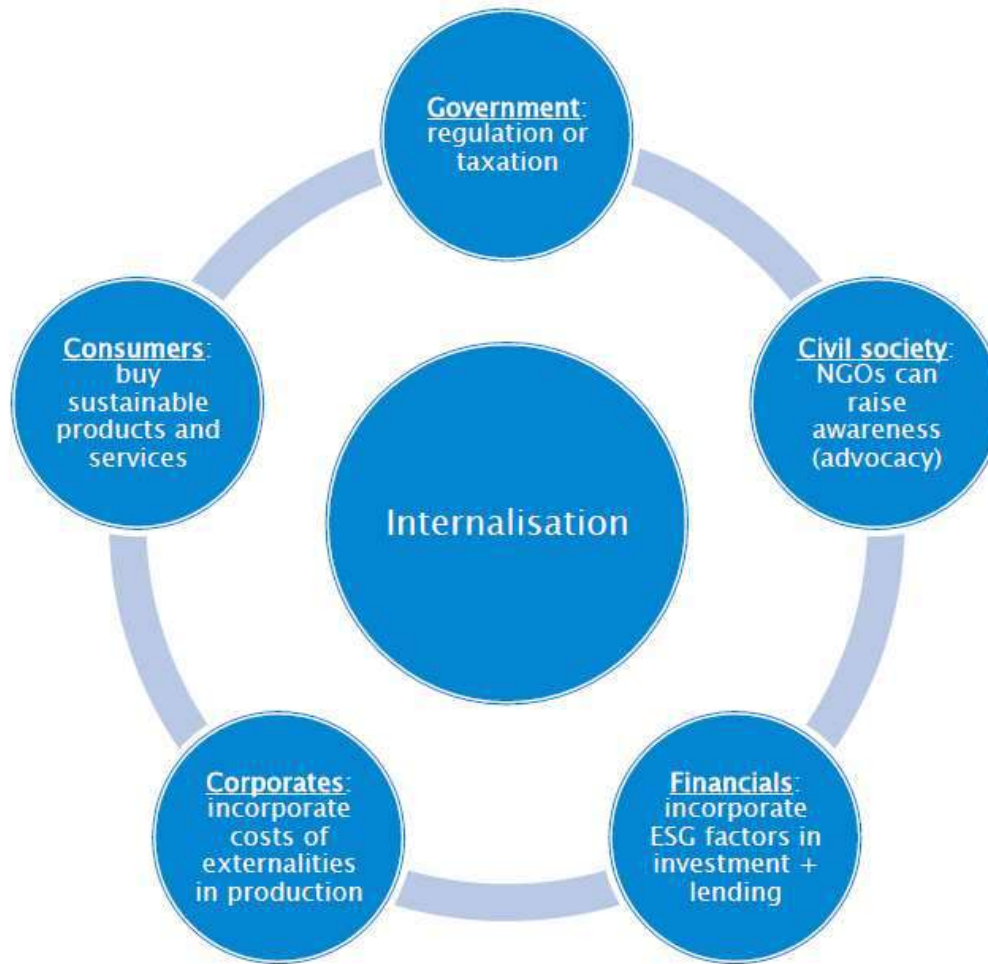 Government:
regulation or
taxation
Civil society:
NGOs can
raise
awareness
(advocacy)
Financials:
incorporate
ESG factors in
investment +
lending
Corporates:
incorporate
costs of
externalities
in production
Consumers:
buy
sustainable
products and
services
Internalisation